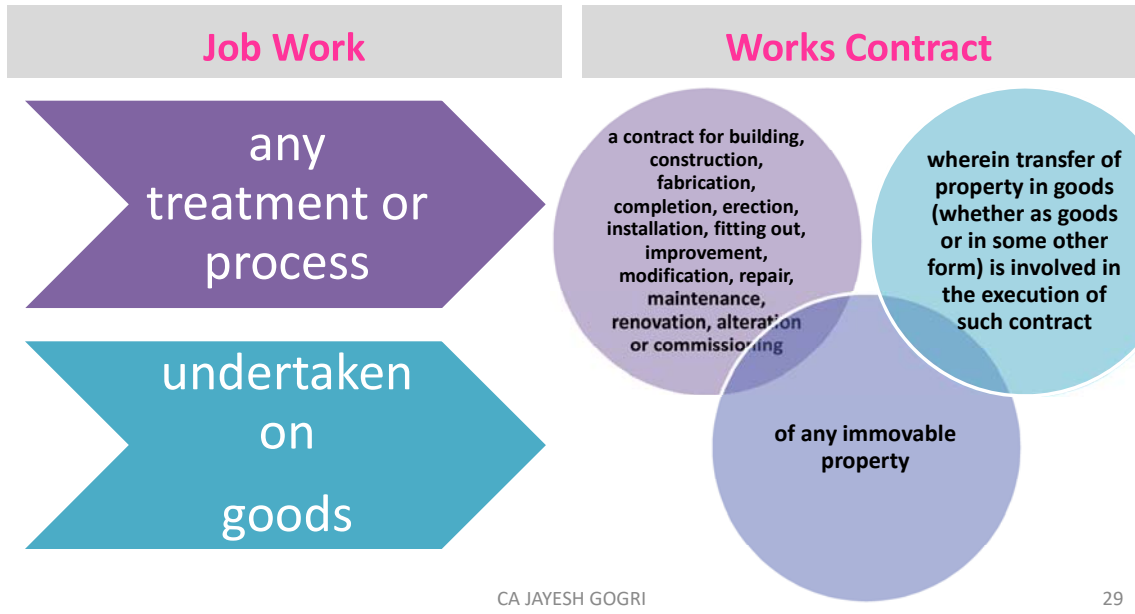 Job Work
any
treatment or
process
undertaken
on
goods
Works Contract
a contract for building,
construction,
fabrication,
completion, erection,
installation, fitting out,
improvement,
modification, repair,
maintenance,
renovation, alteration
or commissioning
wherein transfer of
property in goods
(whether as goods
or in some other
form) is involved in
the execution of
such contract
of any immovable
property
CA JAYESH GOGRI
29